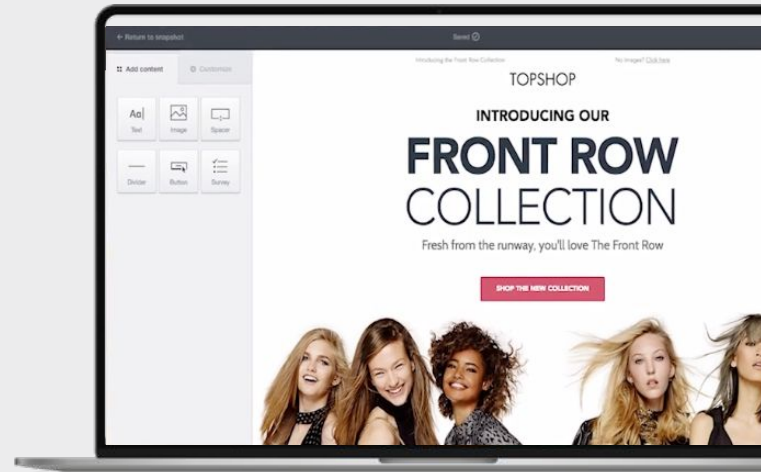 ← Return to snapshot
Saved
Add content
Customize
Introducing the Front Row Collection
No images? Click here
Aa
Text
Image
Spacer
Divider
Button
Survey
TOPSHOP
INTRODUCING OUR
FRONT ROW
COLLECTION
Fresh from the runway, you'll love The Front Row
SHOP THE NEW COLLECTION